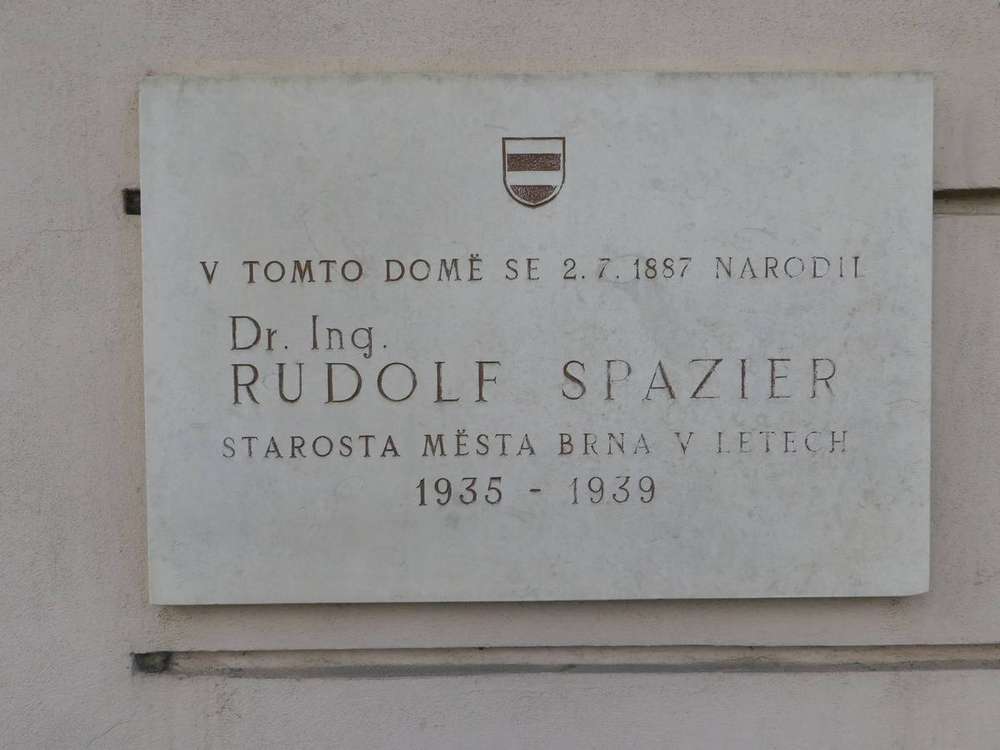 V TOMTO DOMĚ SE 2.7.1887 NARODIL
Dr. Ing.
RUDOLF SPAZIER
STAROSTA MĚSTA BRNA V LETECH
1935 - 1939